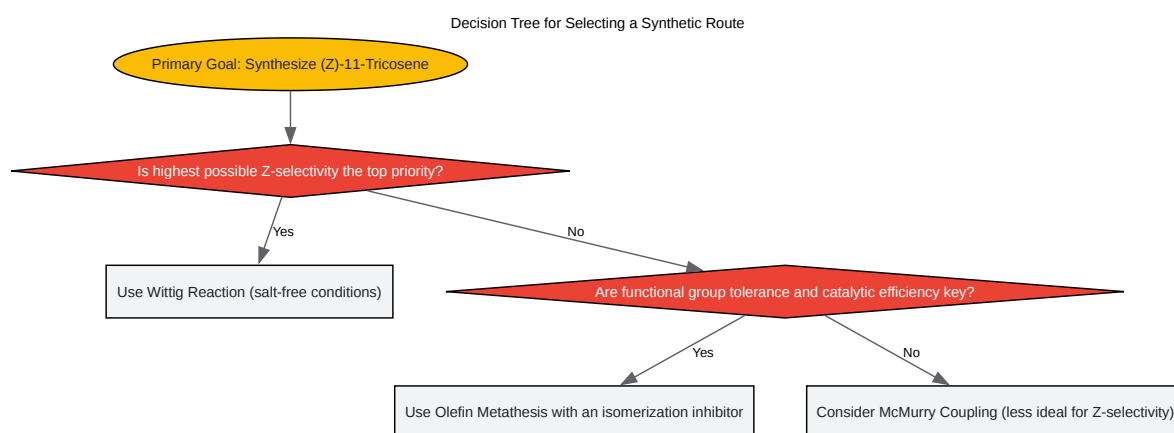 Decision Tree for Selecting a Synthetic Route
Primary Goal: Synthesize (Z)-11-Tricosene
Is highest possible Z-selectivity the top priority?
Yes
No
Use Wittig Reaction (salt-free conditions)
Are functional group tolerance and catalytic efficiency key?
Yes
No
Use Olefin Metathesis with an isomerization inhibitor
Consider McMurry Coupling (less ideal for Z-selectivity)